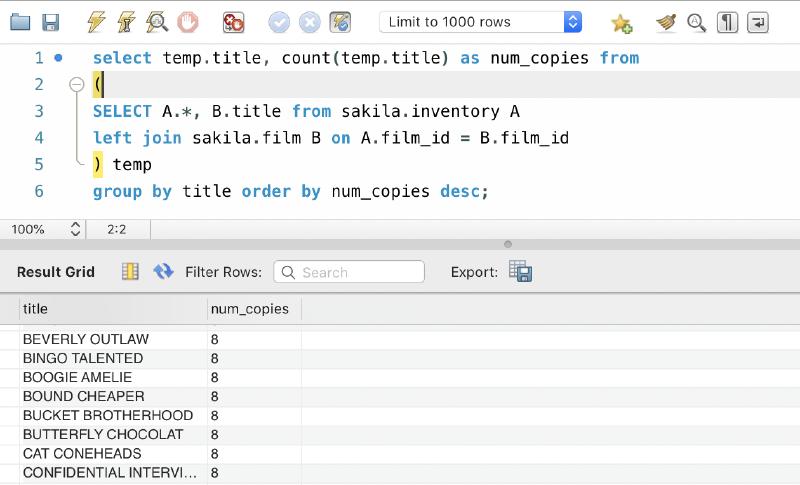 Limit to 1000 rows
1 select temp.title, count(temp.title) as num_copies from
2 (
3 SELECT A.*, B.title from sakila.inventory A
4 left join sakila.film B on A.film_id = B.film_id
5 ) temp
6 group by title order by num_copies desc;
100% 2:2
Result Grid Filter Rows: Search Export:
title num_copies
BEVERLY OUTLAW 8
BINGO TALENTED 8
BOOGIE AMELIE 8
BOUND CHEAPER 8
BUCKET BROTHERHOOD 8
BUTTERFLY CHOCOLAT 8
CAT CONEHEADS 8
CONFIDENTIAL INTERVI... 8